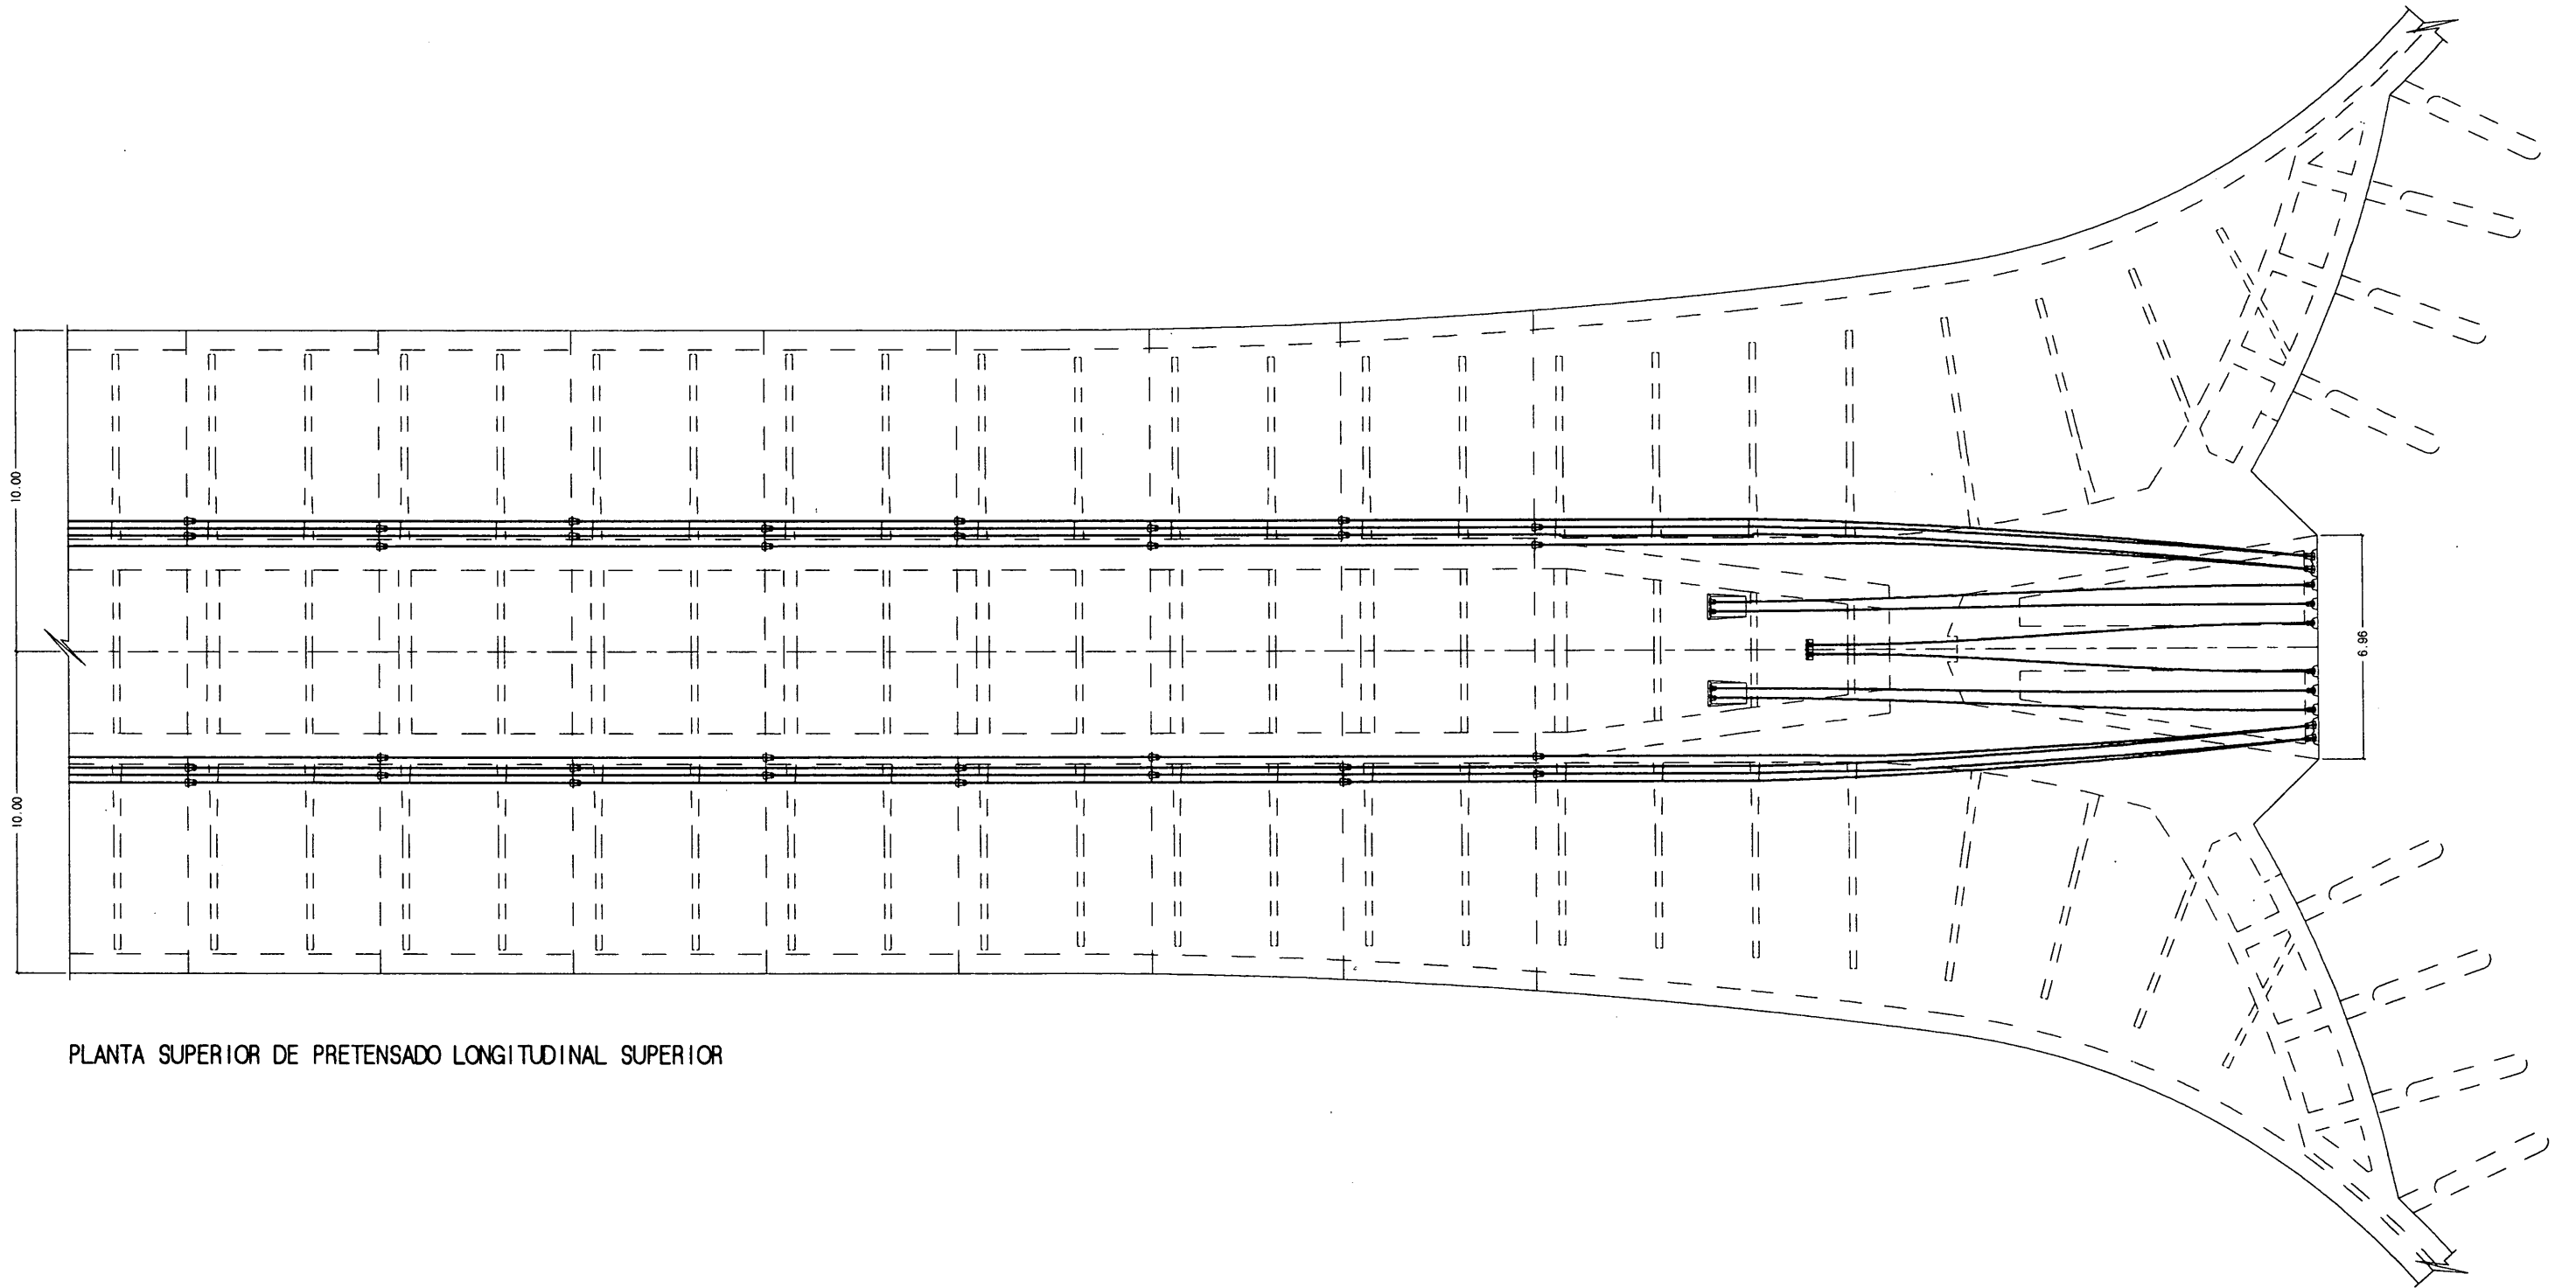 10.00
10.00
6.96
PLANTA SUPERIOR DE PRETENSADO LONGITUDINAL SUPERIOR